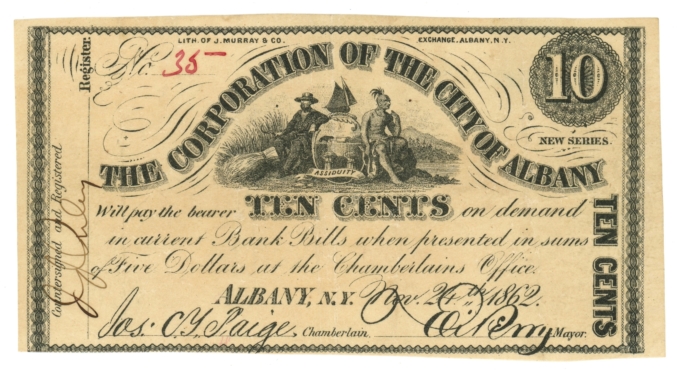 LITH. OF J. MURRAY & CO. EXCHANGE, ALBANY, N.Y.
No. 35
Register.
10
THE CORPORATION OF THE CITY OF ALBANY
NEW SERIES.
ASSIDUITY
Will pay the bearer TEN CENTS on demand
in current Bank Bills when presented in sums
of Five Dollars at the Chamberlains Office.
ALBANY, N.Y. Nov. 24th 1862.
Jos. C. Y. Paige, Chamberlain. Mayor.
Countersigned and Registered
TEN CENTS